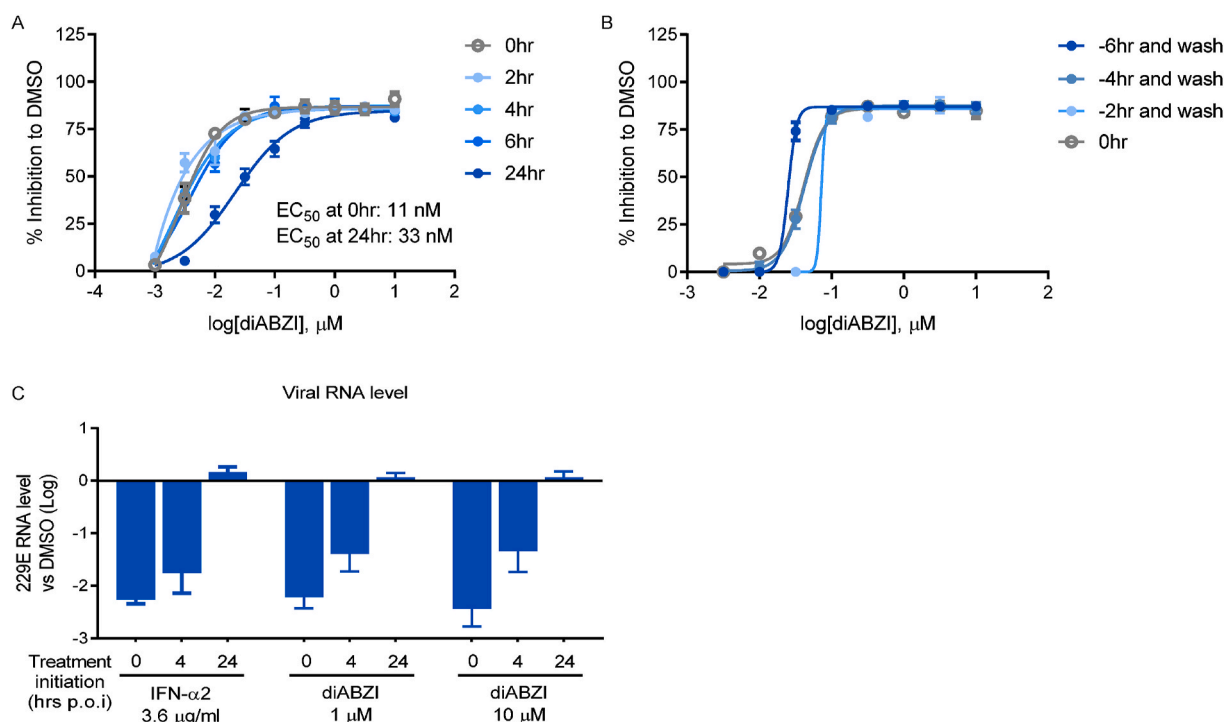 A
% Inhibition to DMSO
125
100
75
50
25
0
-4
-3
-2
-1
0
1
2
log[diABZI], μM
0hr
2hr
4hr
6hr
24hr
EC50 at 0hr: 11 nM
EC50 at 24hr: 33 nM
B
% Inhibition to DMSO
125
100
75
50
25
0
-3
-2
-1
0
1
2
log[diABZI], μM
-6hr and wash
-4hr and wash
-2hr and wash
0hr
C
Viral RNA level
229E RNA level
vs DMSO (Log)
1
0
-1
-2
-3
Treatment
initiation
(hrs p.o.i)
0 4 24 0 4 24 0 4 24
IFN-α2 diABZI diABZI
3.6 μg/ml 1 μM 10 μM